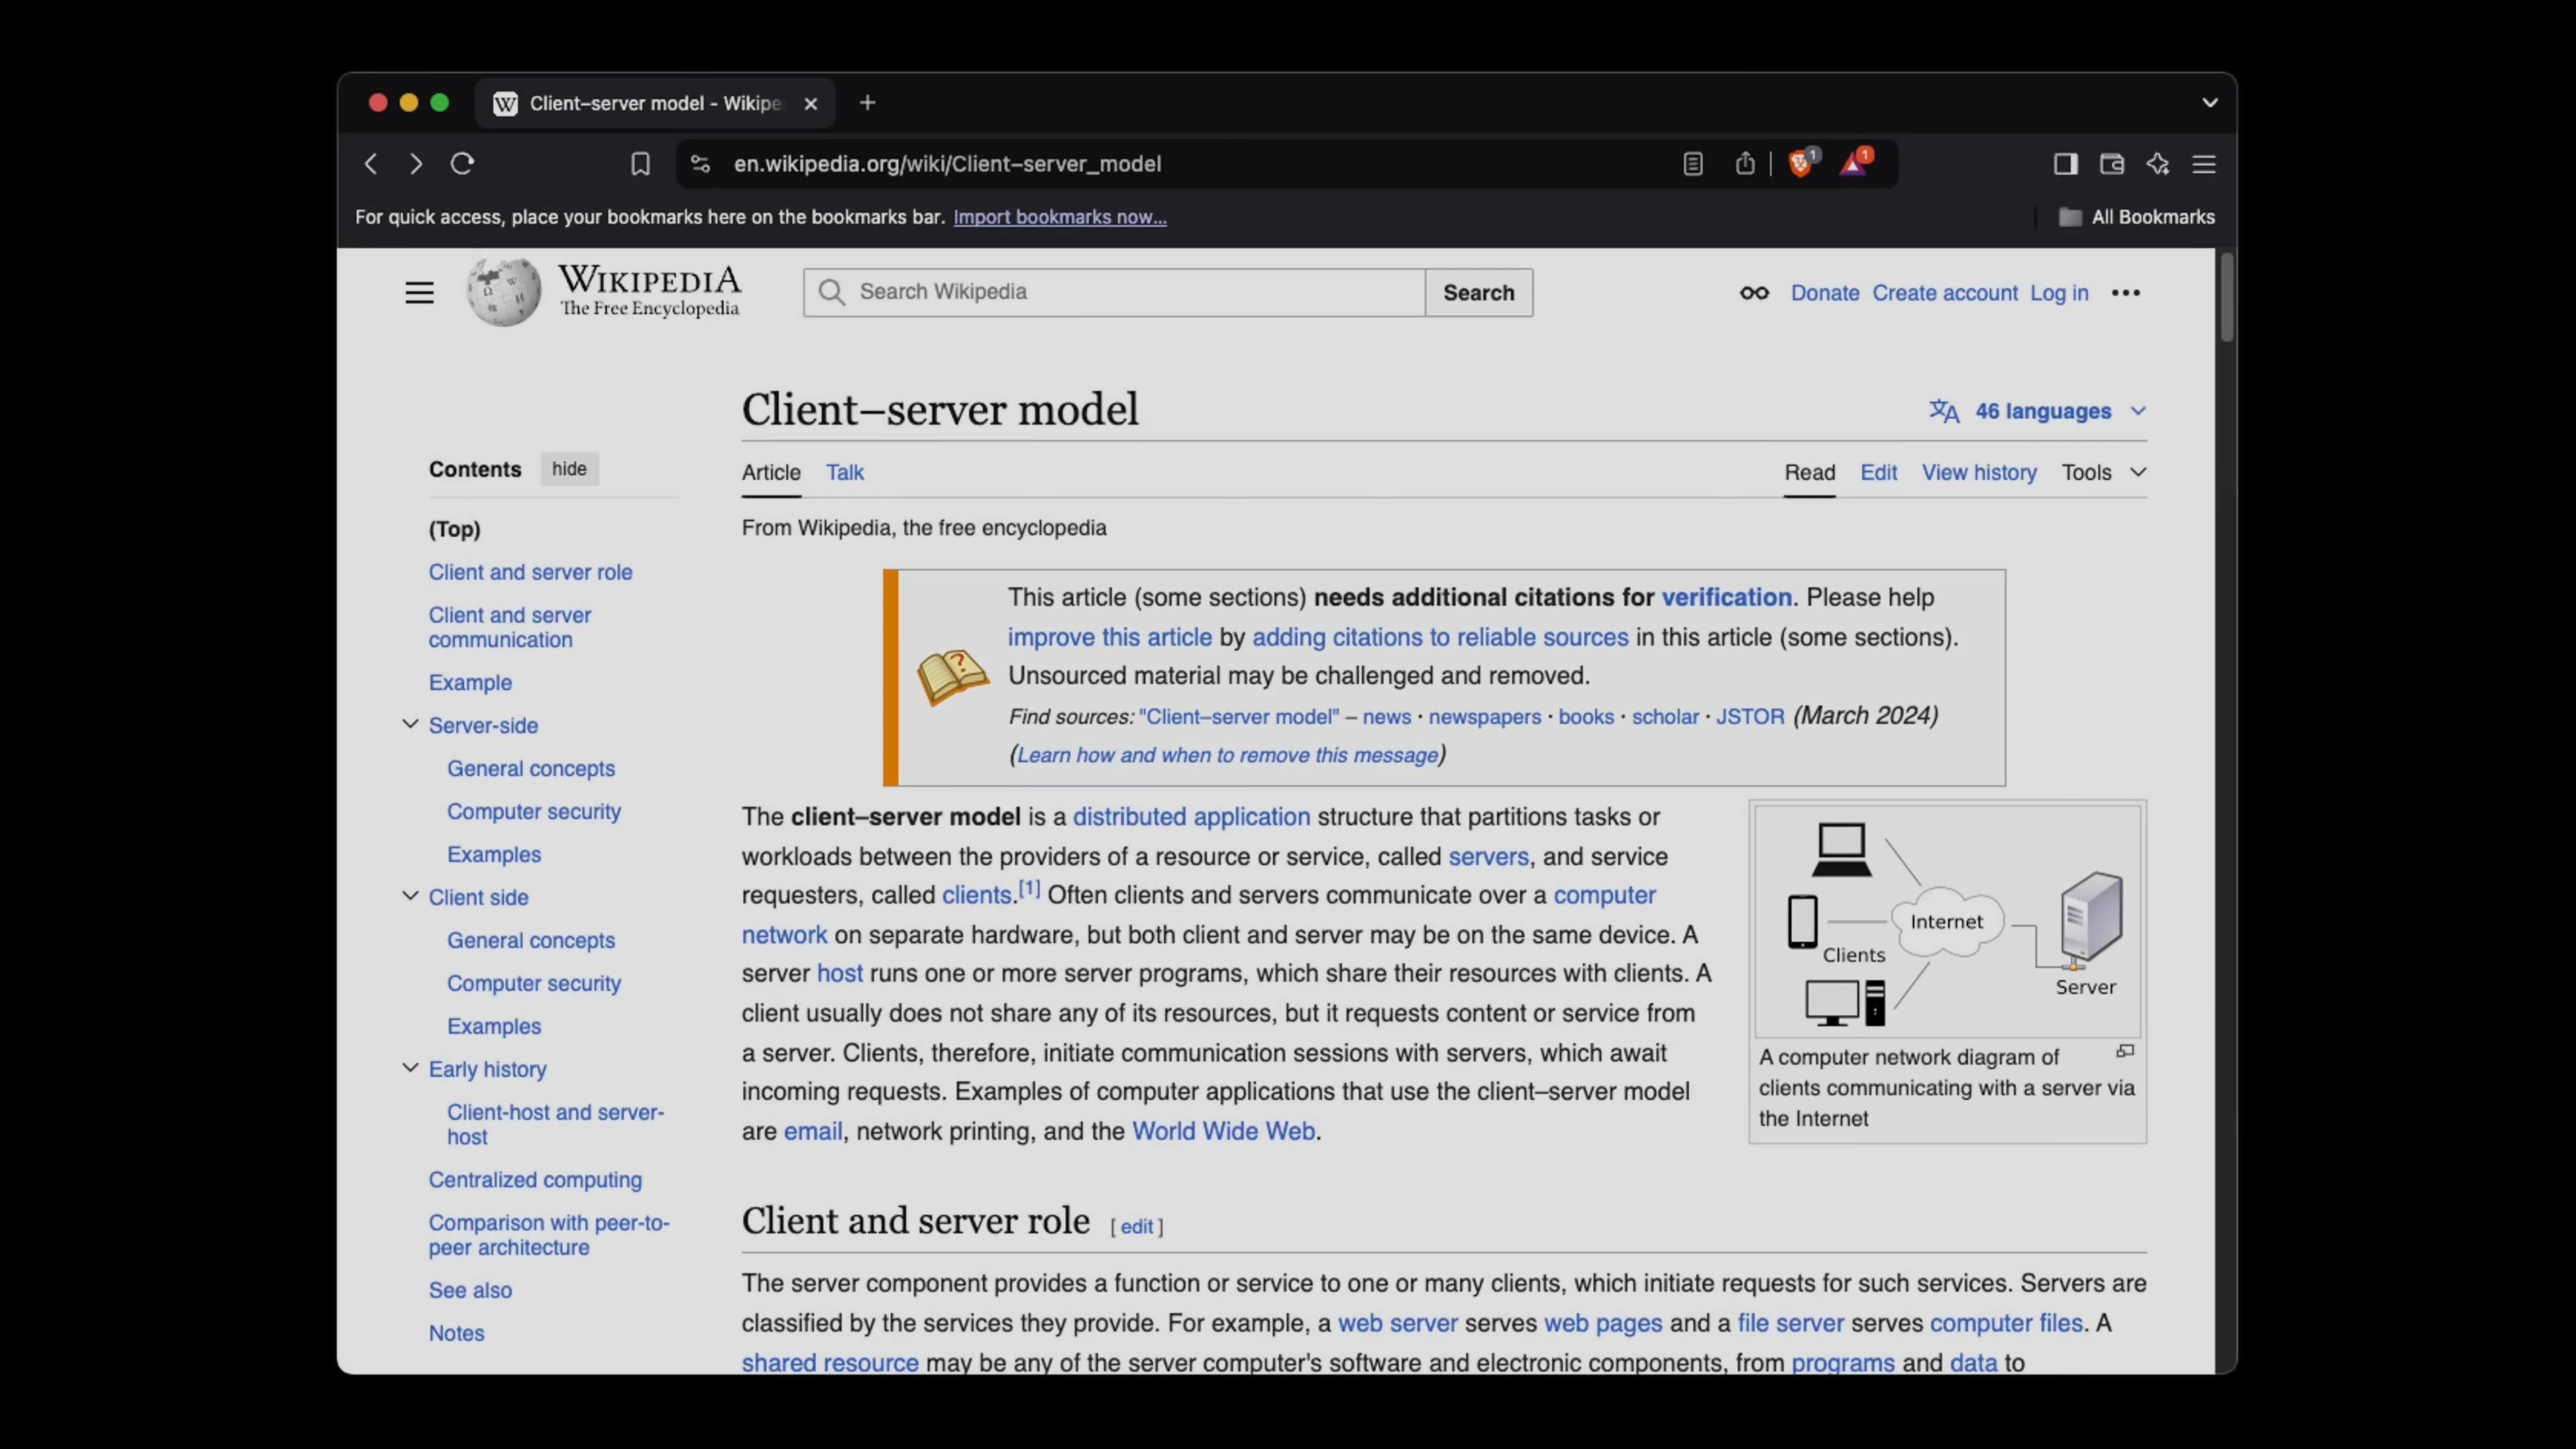 Client–server model - Wikipe
en.wikipedia.org/wiki/Client–server_model
1
1
For quick access, place your bookmarks here on the bookmarks bar. Import bookmarks now...
All Bookmarks
WIKIPEDIA
The Free Encyclopedia
Search Wikipedia
Search
Donate Create account Log in
Client–server model
46 languages
Contents hide
(Top)
Client and server role
Client and server
communication
Example
Server-side
General concepts
Computer security
Examples
Client side
General concepts
Computer security
Examples
Early history
Client-host and server-
host
Centralized computing
Comparison with peer-to-
peer architecture
See also
Notes
Article Talk
Read Edit View history Tools
From Wikipedia, the free encyclopedia
This article (some sections) needs additional citations for verification. Please help
improve this article by adding citations to reliable sources in this article (some sections).
Unsourced material may be challenged and removed.
Find sources: "Client–server model" – news · newspapers · books · scholar · JSTOR (March 2024)
(Learn how and when to remove this message)
The client–server model is a distributed application structure that partitions tasks or
workloads between the providers of a resource or service, called servers, and service
requesters, called clients.[1] Often clients and servers communicate over a computer
network on separate hardware, but both client and server may be on the same device. A
server host runs one or more server programs, which share their resources with clients. A
client usually does not share any of its resources, but it requests content or service from
a server. Clients, therefore, initiate communication sessions with servers, which await
incoming requests. Examples of computer applications that use the client–server model
are email, network printing, and the World Wide Web.
Internet
Clients
Server
A computer network diagram of
clients communicating with a server via
the Internet
Client and server role [ edit ]
The server component provides a function or service to one or many clients, which initiate requests for such services. Servers are
classified by the services they provide. For example, a web server serves web pages and a file server serves computer files. A
shared resource may be any of the server computer's software and electronic components, from programs and data to